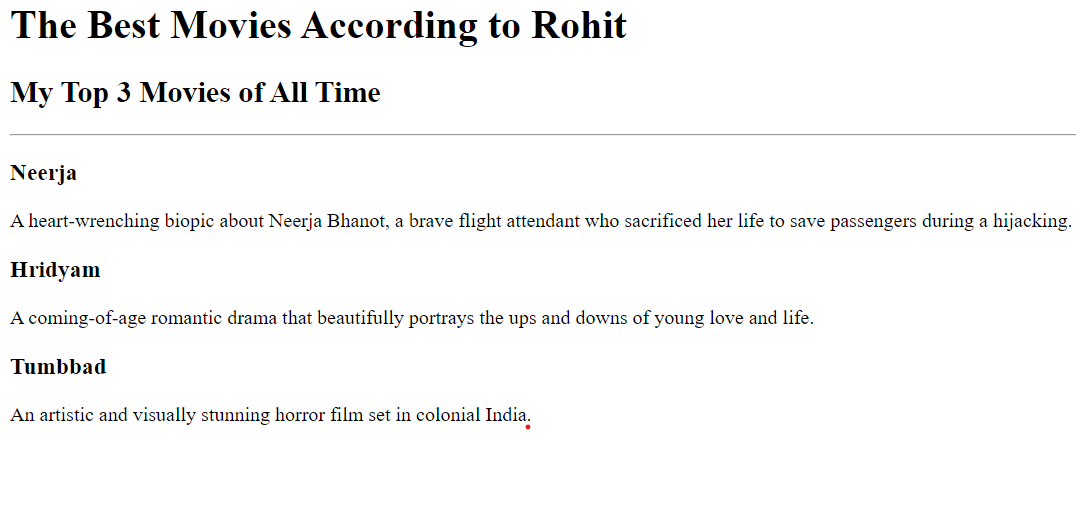 The Best Movies According to Rohit
My Top 3 Movies of All Time
Neerja
A heart-wrenching biopic about Neerja Bhanot, a brave flight attendant who sacrificed her life to save passengers during a hijacking.
Hridyam
A coming-of-age romantic drama that beautifully portrays the ups and downs of young love and life.
Tumbbad
An artistic and visually stunning horror film set in colonial India.